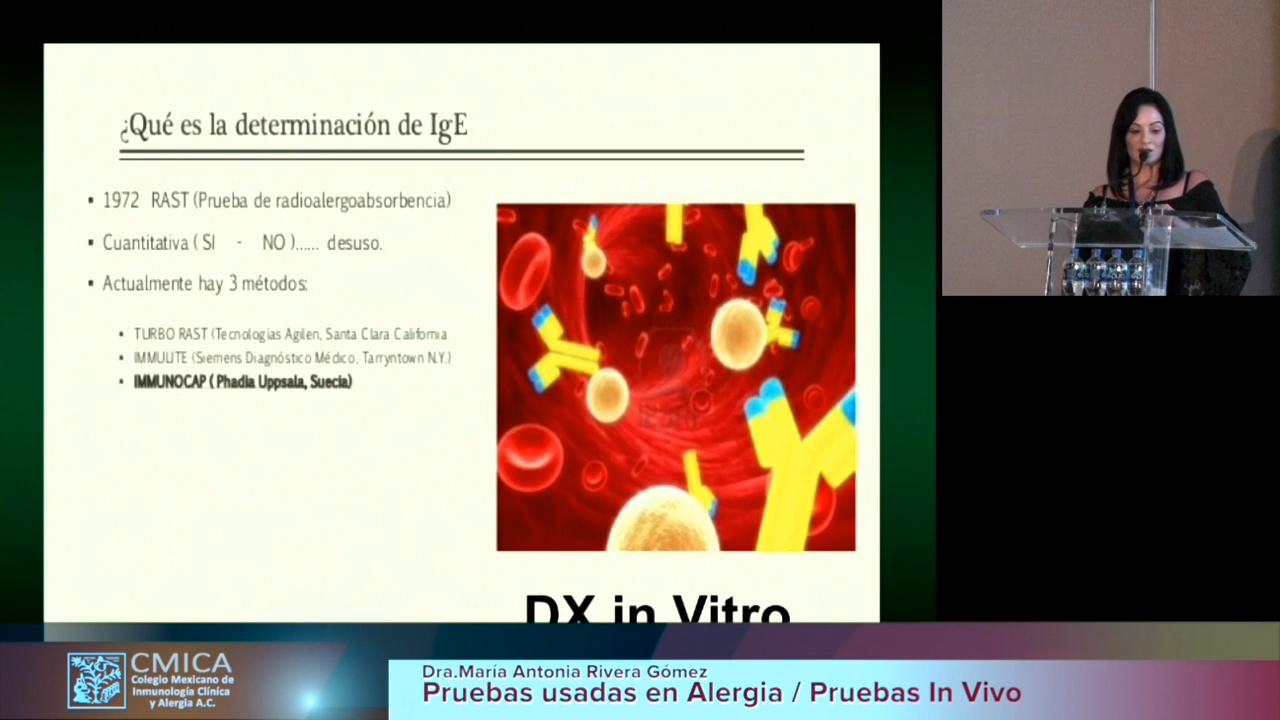 ¿Qué es la determinación de IgE
▪ 1972 RAST (Prueba de radioalergoabsorbencia)
▪ Cuantitativa ( SI - NO )...... desuso.
▪ Actualmente hay 3 métodos:
• TURBO RAST (Tecnologías Agilen, Santa Clara California
• IMMULITE (Siemens Diagnóstico Médico, Tarryntown N.Y.)
• IMMUNOCAP ( Phadia Uppsala, Suecia)
DX in Vitro
CMICA
Colegio Mexicano de
Inmunología Clínica
y Alergia A.C.
Dra.María Antonia Rivera Gómez
Pruebas usadas en Alergia / Pruebas In Vivo